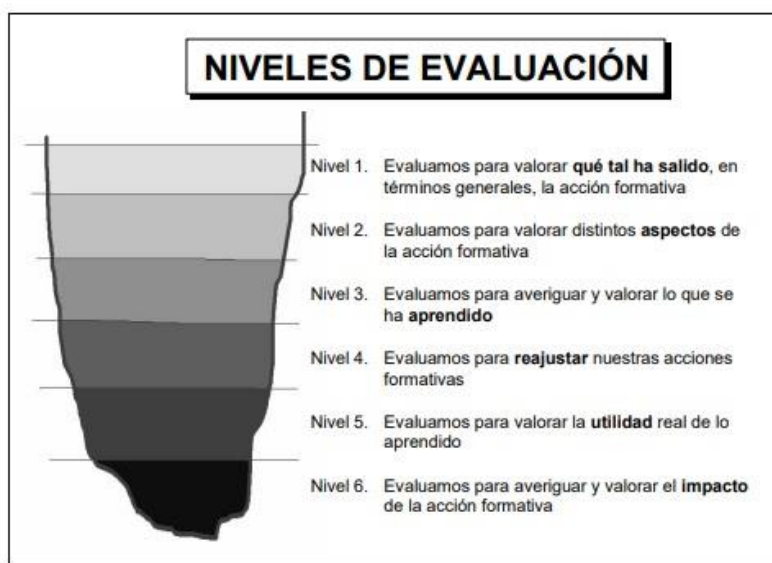 NIVELES DE EVALUACIÓN
Nivel 1. Evaluamos para valorar qué tal ha salido, en
términos generales, la acción formativa
Nivel 2. Evaluamos para valorar distintos aspectos de
la acción formativa
Nivel 3. Evaluamos para averiguar y valorar lo que se
ha aprendido
Nivel 4. Evaluamos para reajustar nuestras acciones
formativas
Nivel 5. Evaluamos para valorar la utilidad real de lo
aprendido
Nivel 6. Evaluamos para averiguar y valorar el impacto
de la acción formativa